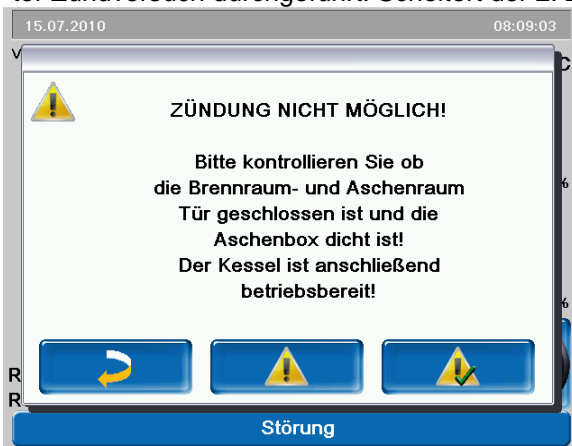 15.07.2010 08:09:03
ZÜNDUNG NICHT MÖGLICH!
Bitte kontrollieren Sie ob
die Brennraum- und Aschenraum
Tür geschlossen ist und die
Aschenbox dicht ist!
Der Kessel ist anschließend
betriebsbereit!
Störung